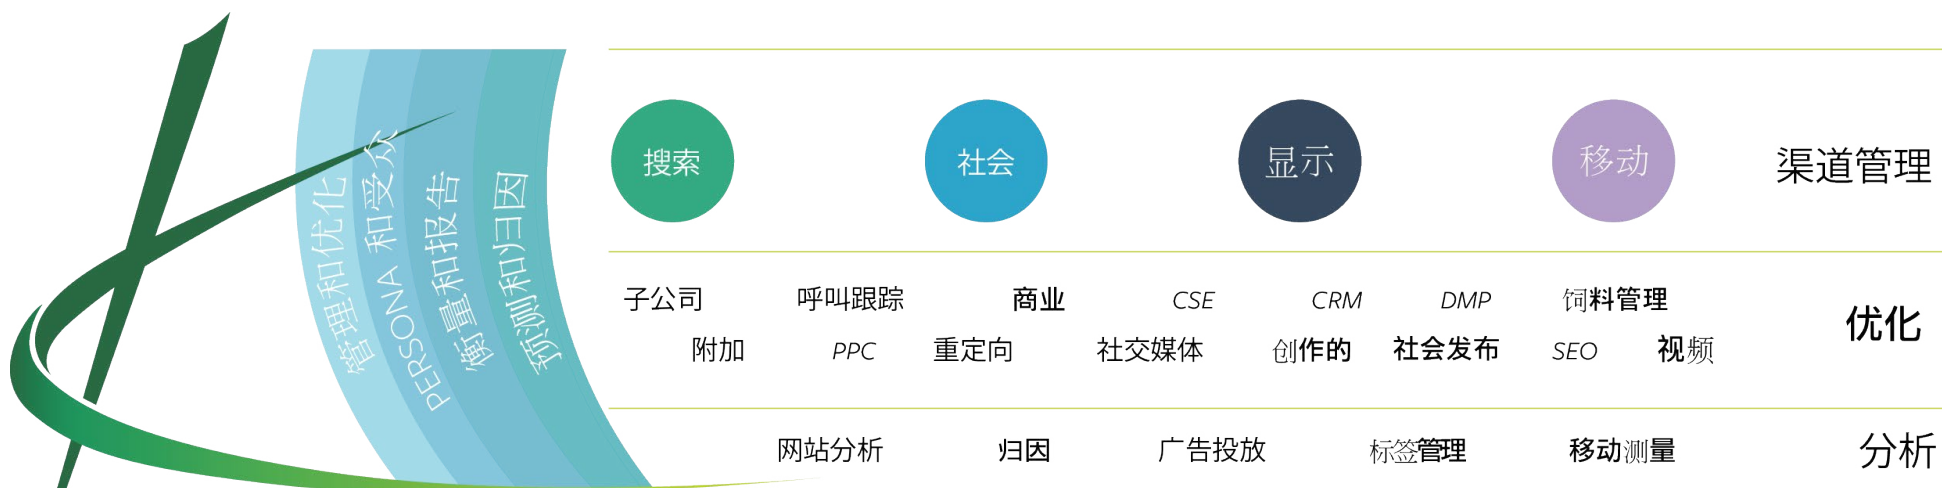 管理和优化
PERSONA 和受众
衡量和报告
预测和归因
搜索 社会 显示 移动 渠道管理
子公司 呼叫跟踪 商业 CSE CRM DMP 饲料管理
优化
附加 PPC 重定向 社交媒体 创作的 社会发布 SEO 视频
网站分析 归因 广告投放 标签管理 移动测量 分析